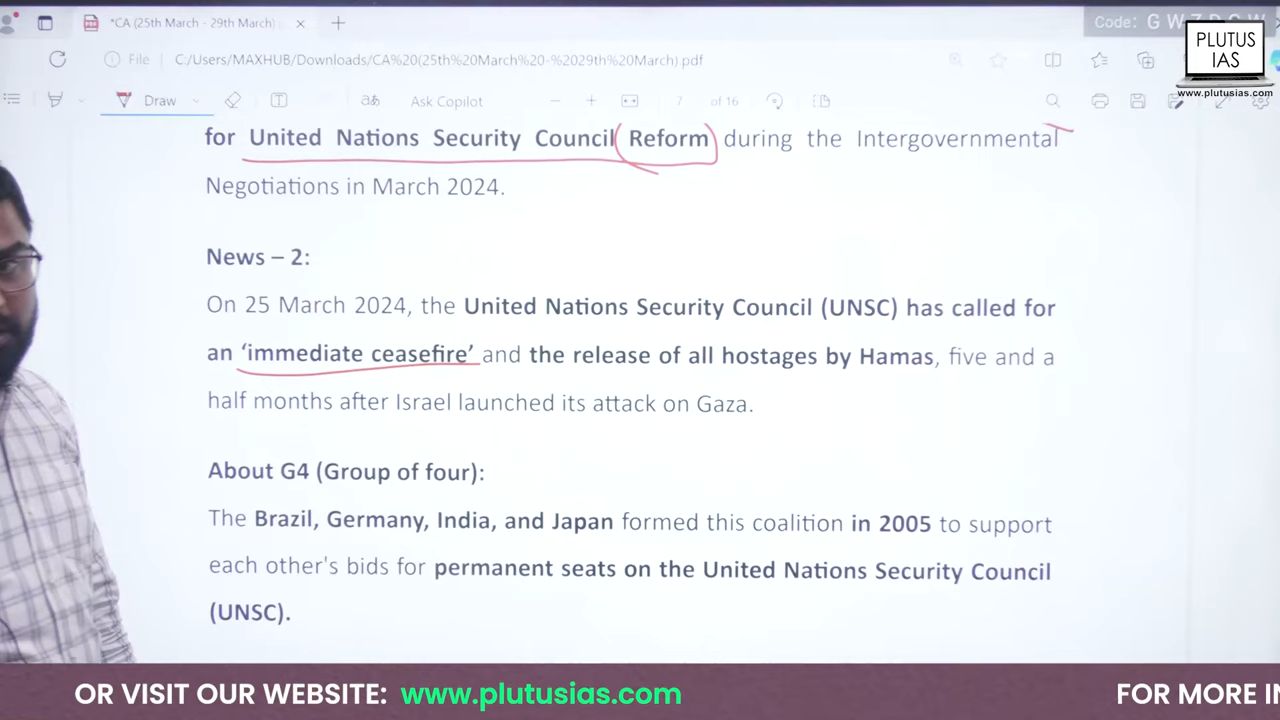 *CA (25th March - 29th March)
Code: G W Z D G W
PLUTUS
IAS
www.plutusias.com
File C:/Users/MAXHUB/Downloads/CA%20(25th%20March%20-%2029th%20March).pdf
Draw
Ask Copilot
7 of 16
for United Nations Security Council Reform during the Intergovernmental
Negotiations in March 2024.
News – 2:
On 25 March 2024, the United Nations Security Council (UNSC) has called for
an ‘immediate ceasefire’ and the release of all hostages by Hamas, five and a
half months after Israel launched its attack on Gaza.
About G4 (Group of four):
The Brazil, Germany, India, and Japan formed this coalition in 2005 to support
each other's bids for permanent seats on the United Nations Security Council
(UNSC).
OR VISIT OUR WEBSITE: www.plutusias.com
FOR MORE